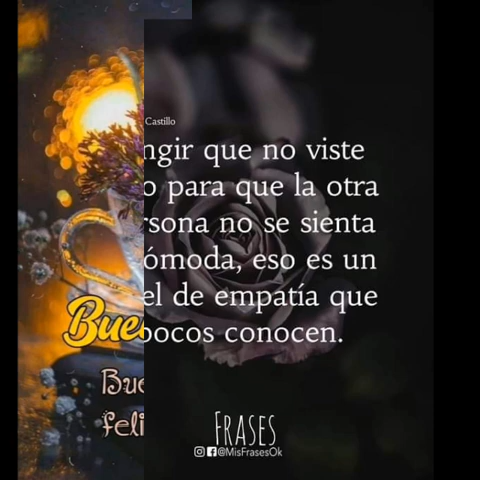 Castillo
ngir que no viste
o para que la otra
rsona no se sienta
ómoda, eso es un
el de empatía que
pocos conocen.
Bue
Bue
feli
FRASES
@MisFrasesOk